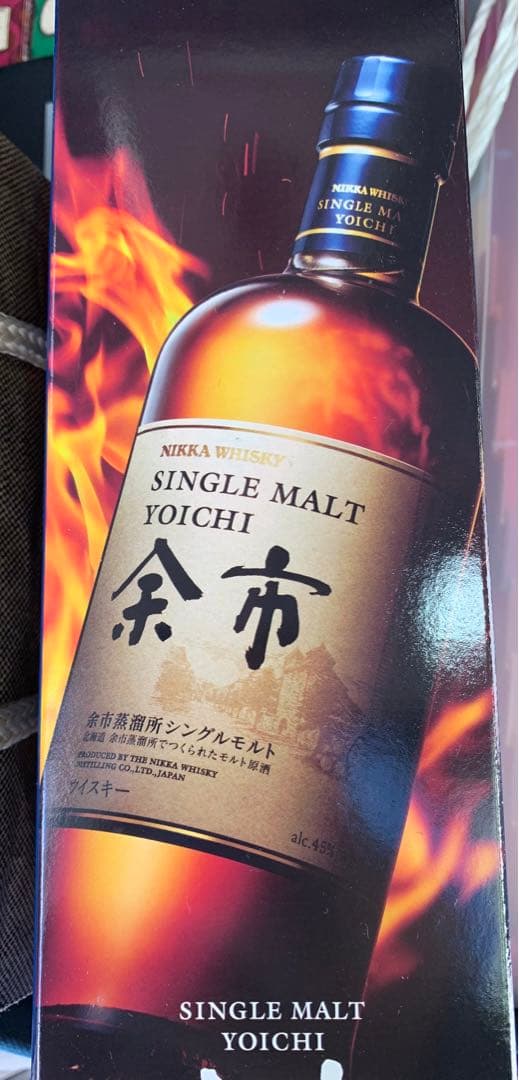 NIKKA WHISKY
SINGLE MA
YOICHI
NIKKA WHISKY
SINGLE MALT
YOICHI
余市
余市蒸溜所シングルモルト
北海道 余市蒸溜所でつくられたモルト原酒
PRODUCED BY THE NIKKA WHISKY
DISTILLING CO.,LTD.,JAPAN
ウイスキー
alc.45%
SINGLE MALT
YOICHI